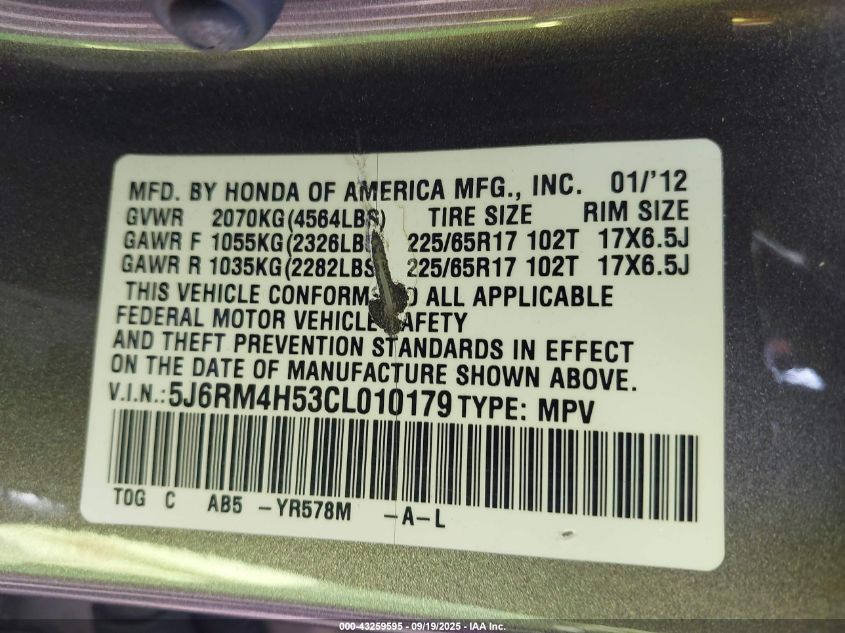 MFD. BY HONDA OF AMERICA MFG., INC. 01/'12
GVWR 2070KG(4564LBS) TIRE SIZE RIM SIZE
GAWR F 1055KG(2326LBS 225/65R17 102T 17X6.5J
GAWR R 1035KG(2282LBS 225/65R17 102T 17X6.5J
THIS VEHICLE CONFORMS TO ALL APPLICABLE
FEDERAL MOTOR VEHICLE SAFETY
AND THEFT PREVENTION STANDARDS IN EFFECT
ON THE DATE OF MANUFACTURE SHOWN ABOVE.
V.I.N.:5J6RM4H53CL010179 TYPE: MPV
TOG C AB5 -YR578M -A-L
000-43259595 - 09/19/2025 - IAA Inc.